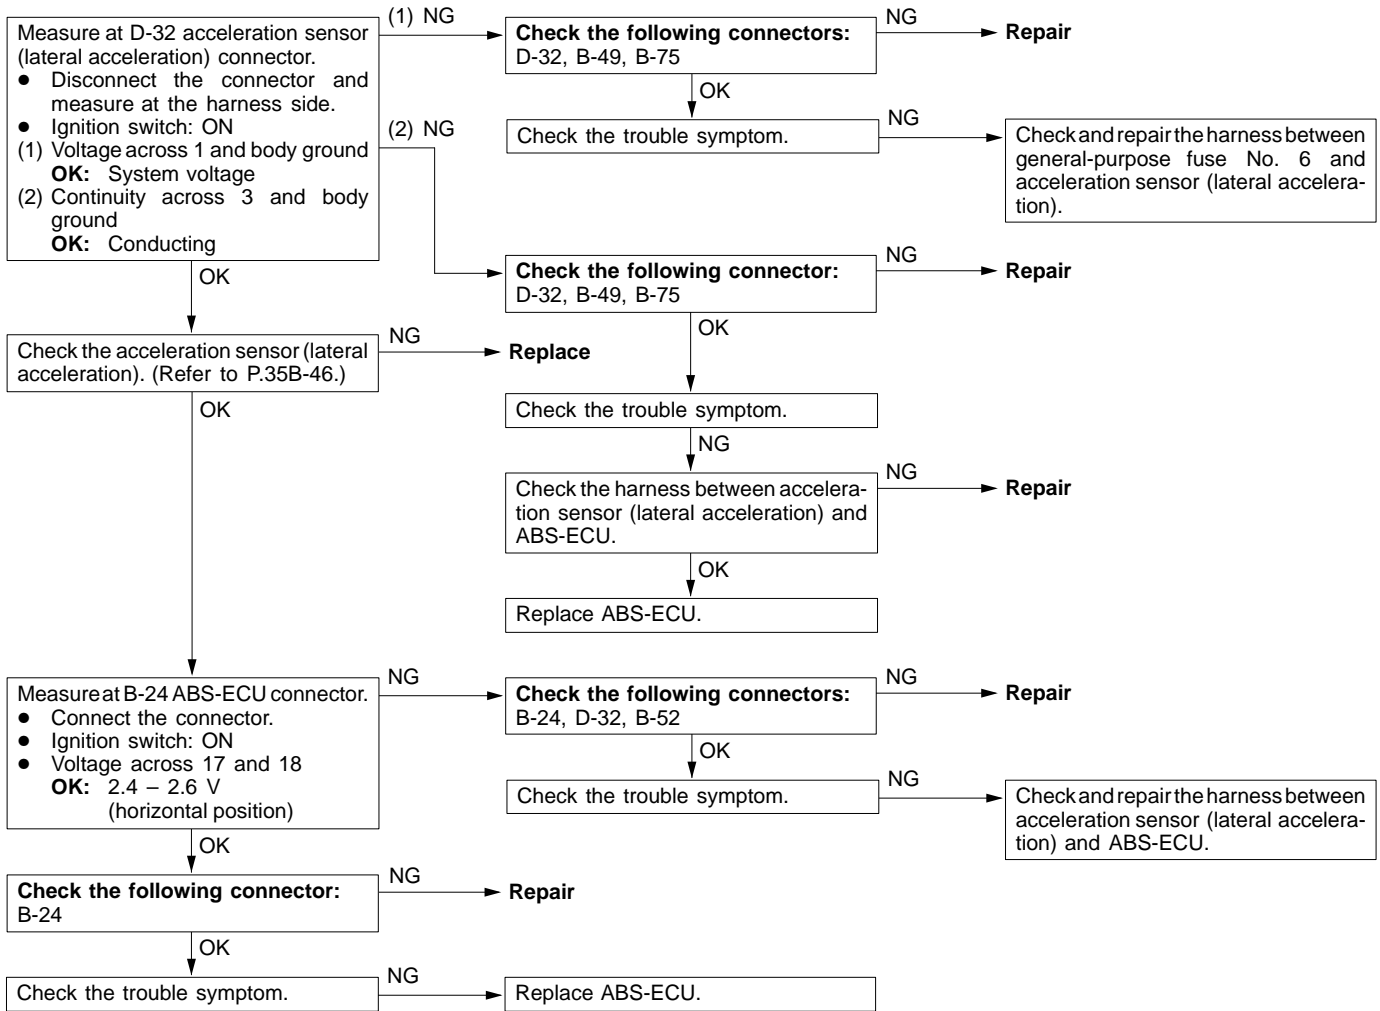 Measure at D-32 acceleration sensor
(lateral acceleration) connector.
● Disconnect the connector and
measure at the harness side.
● Ignition switch: ON
(1) Voltage across 1 and body ground
OK: System voltage
(2) Continuity across 3 and body
ground
OK: Conducting
(1) NG
Check the following connectors:
D-32, B-49, B-75
NG
Repair
OK
Check the trouble symptom.
NG
Check and repair the harness between
general-purpose fuse No. 6 and
acceleration sensor (lateral accelera-
tion).
(2) NG
Check the following connector:
D-32, B-49, B-75
NG
Repair
OK
Check the trouble symptom.
NG
Check the harness between accelera-
tion sensor (lateral acceleration) and
ABS-ECU.
NG
Repair
OK
Replace ABS-ECU.
OK
Check the acceleration sensor (lateral
acceleration). (Refer to P.35B-46.)
NG
Replace
OK
Measure at B-24 ABS-ECU connector.
● Connect the connector.
● Ignition switch: ON
● Voltage across 17 and 18
OK: 2.4 – 2.6 V
(horizontal position)
NG
Check the following connectors:
B-24, D-32, B-52
NG
Repair
OK
Check the trouble symptom.
NG
Check and repair the harness between
acceleration sensor (lateral accelera-
tion) and ABS-ECU.
OK
Check the following connector:
B-24
NG
Repair
OK
Check the trouble symptom.
NG
Replace ABS-ECU.